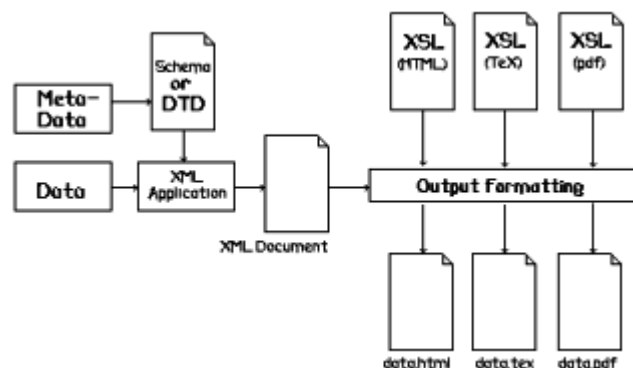 Schema
or
DTD
Meta-
Data
Data
XML
Application
XML Document
XSL
(HTML)
XSL
(TeX)
XSL
(pdf)
Output Formatting
data.html
data.tex
data.pdf